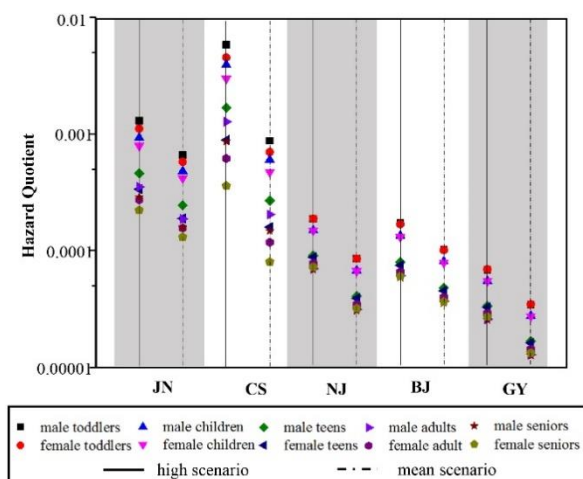 0.01
0.001
0.0001
0.00001
Hazard Quotient
JN CS NJ BJ GY
male toddlers male children male teens male adults male seniors
female toddlers female children female teens female adult female seniors
high scenario mean scenario